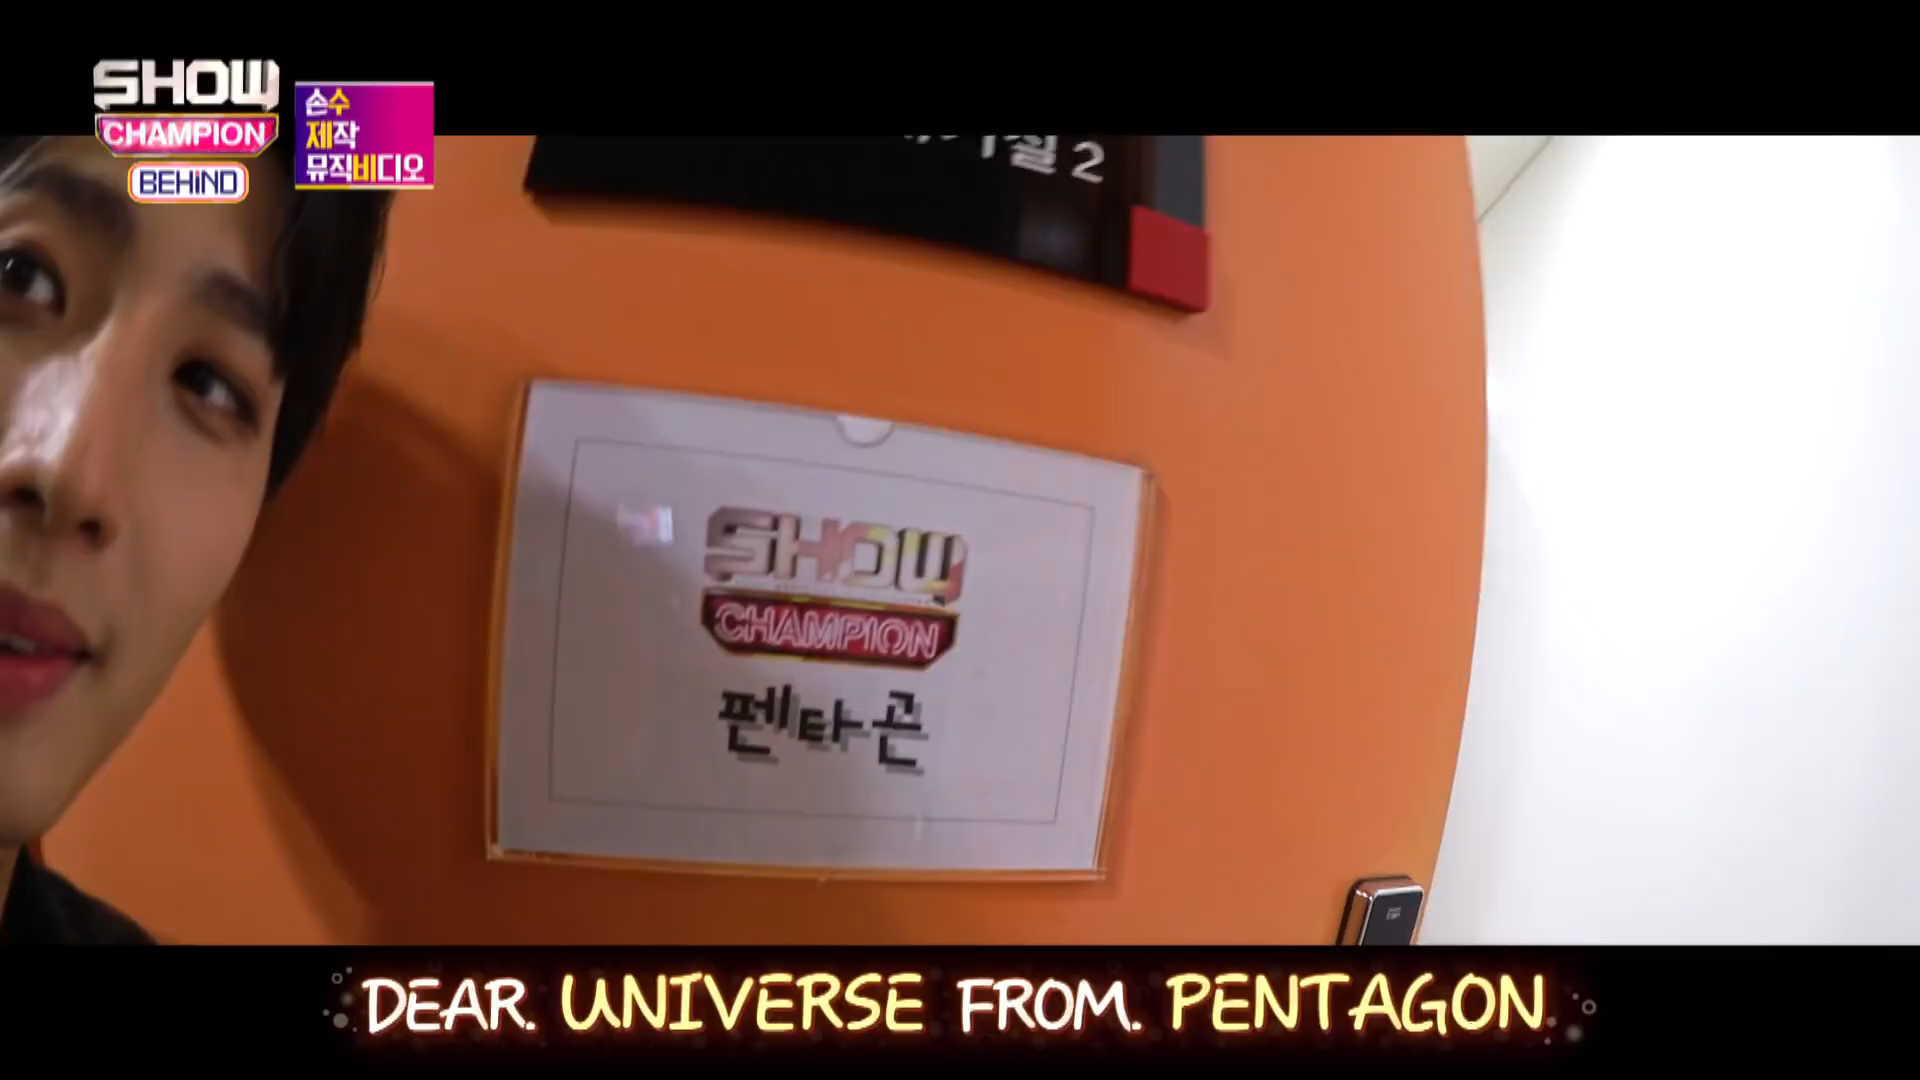 SHOW
CHAMPION
BEHIND
손수
제작
뮤직비디오
2
SHOW
CHAMPION
펜타곤
DEAR. UNIVERSE FROM. PENTAGON